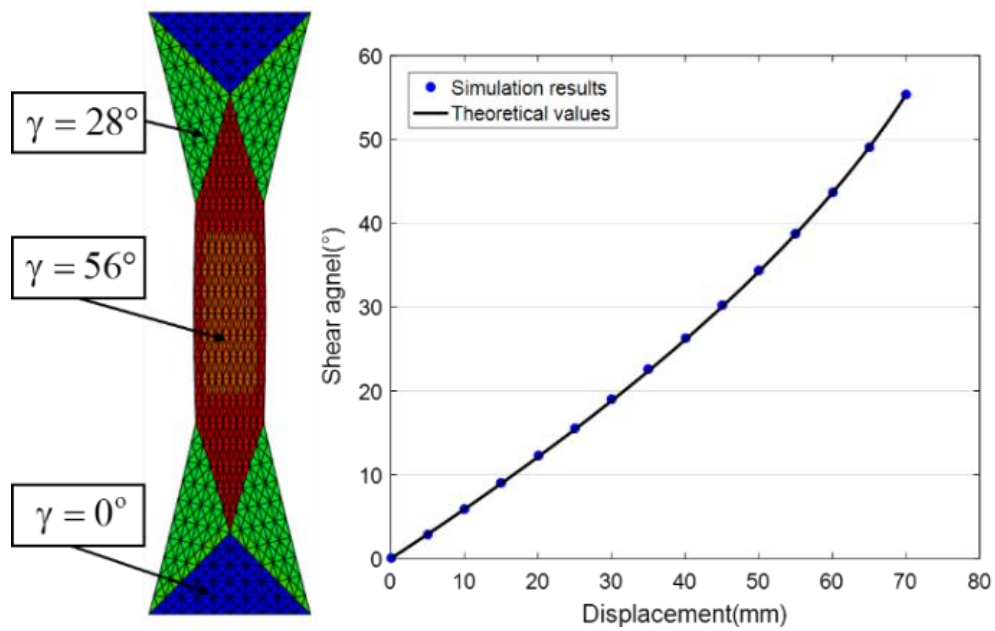 γ = 28°
γ = 56°
γ = 0°
60
50
40
30
20
10
0
Shear agnel(°)
Simulation results
Theoretical values
0 10 20 30 40 50 60 70 80
Displacement(mm)